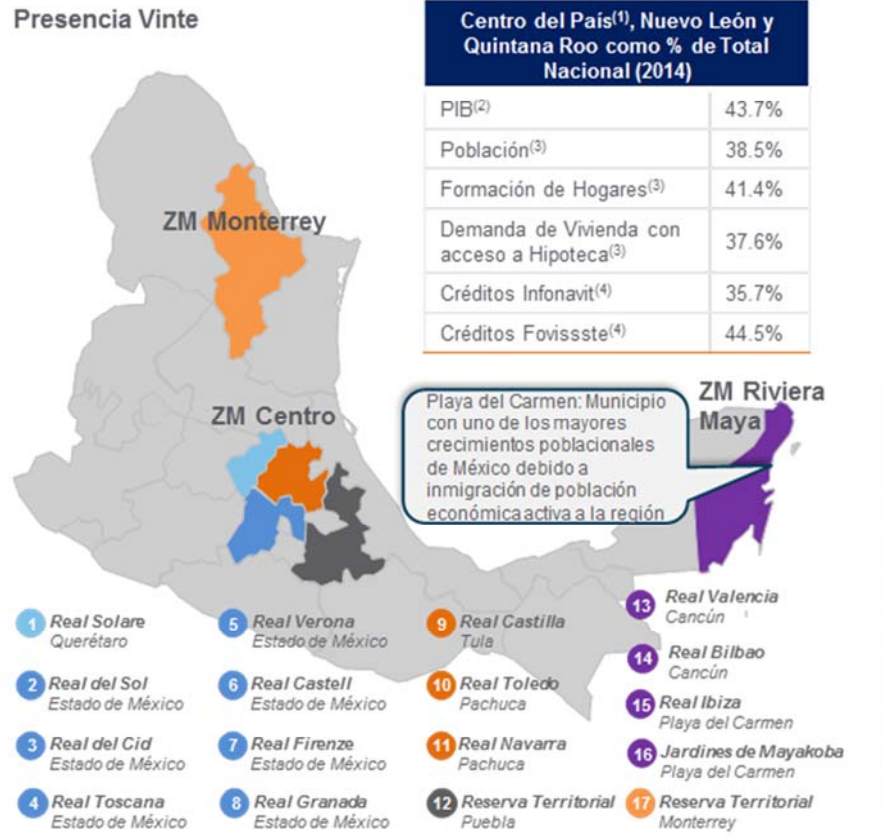 Presencia Vinte
Centro del País(1), Nuevo León y
Quintana Roo como % de Total
Nacional (2014)
PIB(2) 43.7%
Población(3) 38.5%
Formación de Hogares(3) 41.4%
Demanda de Vivienda con
acceso a Hipoteca(3) 37.6%
Créditos Infonavit(4) 35.7%
Créditos Fovissste(4) 44.5%
ZM Monterrey
ZM Centro
Playa del Carmen: Municipio
con uno de los mayores
crecimientos poblacionales
de México debido a
inmigración de población
económica activa a la región
ZM Riviera
Maya
1 Real Solare
Querétaro
2 Real del Sol
Estado de México
3 Real del Cid
Estado de México
4 Real Toscana
Estado de México
5 Real Verona
Estado de México
6 Real Castell
Estado de México
7 Real Firenze
Estado de México
8 Real Granada
Estado de México
9 Real Castilla
Tula
10 Real Toledo
Pachuca
11 Real Navarra
Pachuca
12 Reserva Territorial
Puebla
13 Real Valencia
Cancún
14 Real Bilbao
Cancún
15 Real Ibiza
Playa del Carmen
16 Jardines de Mayakoba
Playa del Carmen
17 Reserva Territorial
Monterrey